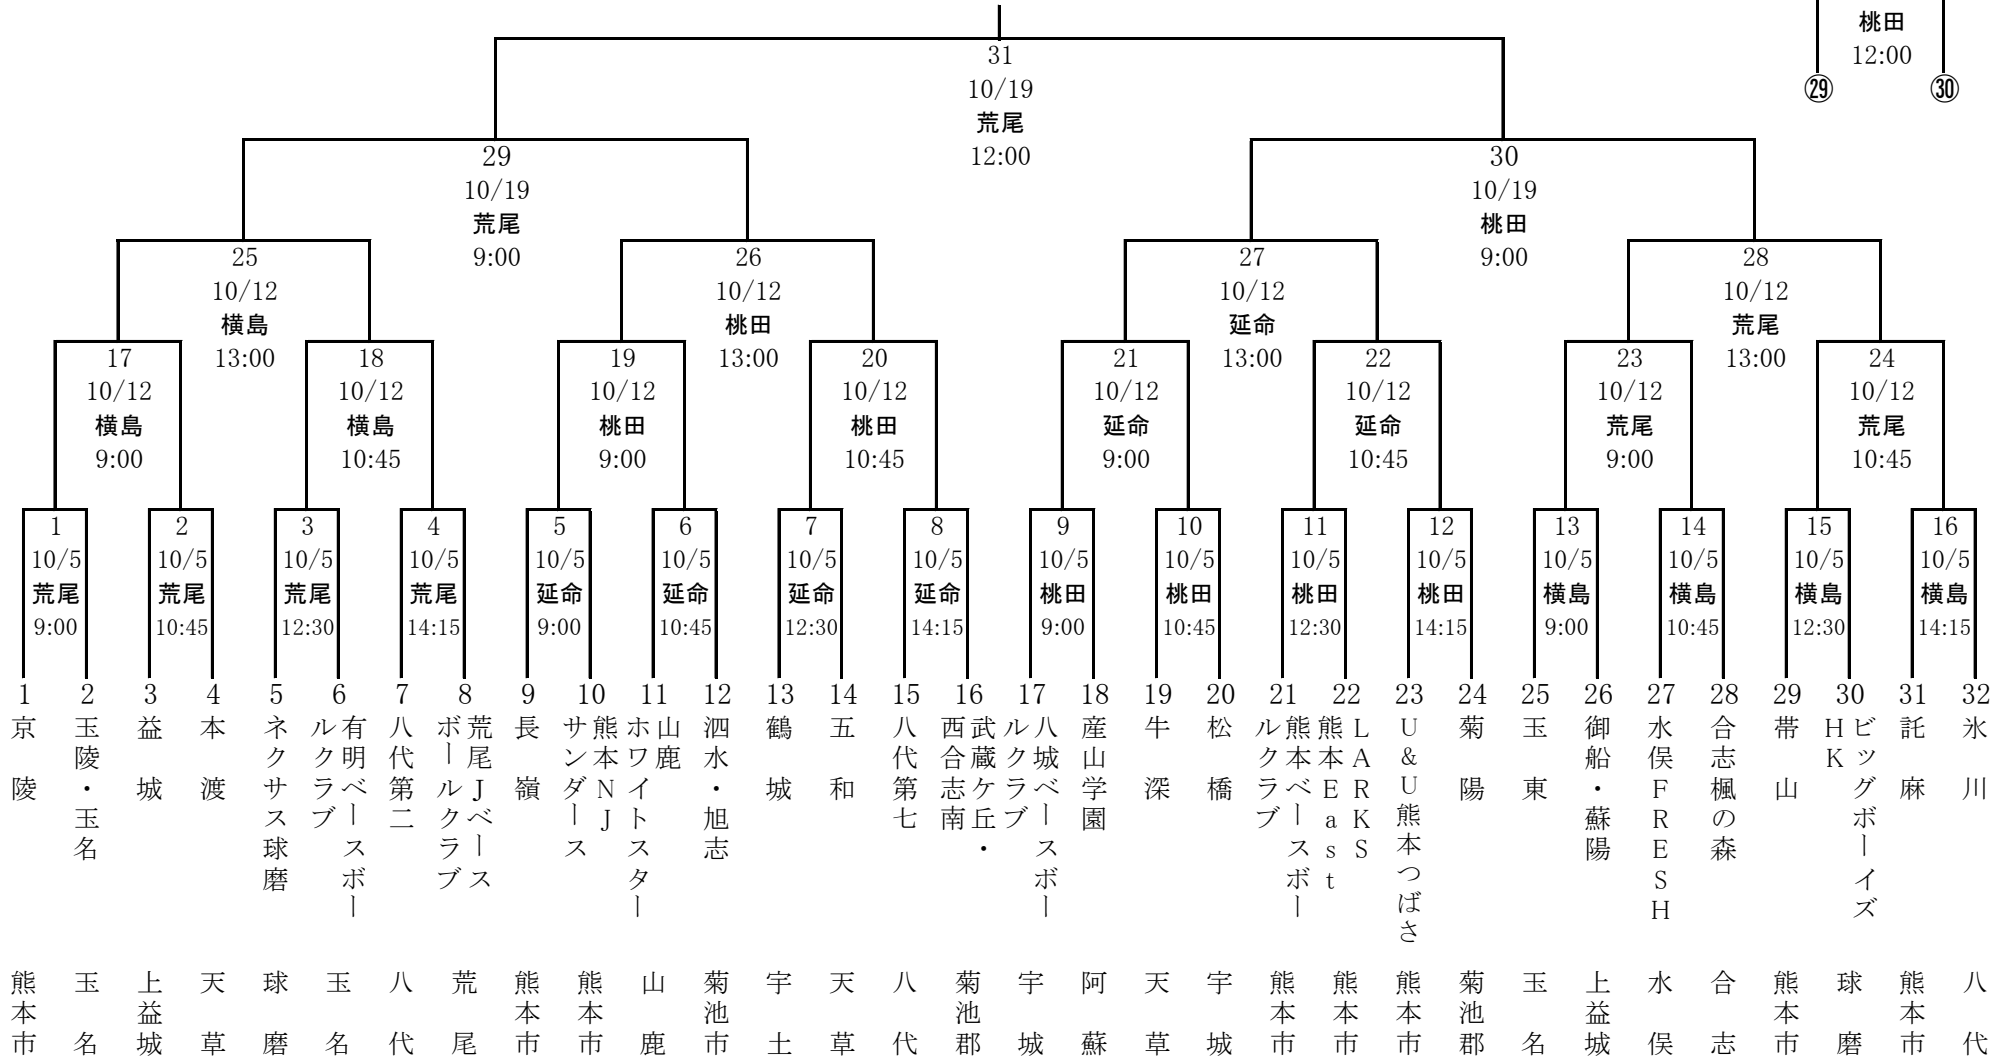 桃田
12:00
㉙
㉚
31
10/19
荒尾
12:00
29
10/19
荒尾
9:00
30
10/19
桃田
9:00
25
10/12
横島
13:00
26
10/12
桃田
13:00
27
10/12
延命
13:00
28
10/12
荒尾
13:00
17
10/12
横島
9:00
18
10/12
横島
10:45
19
10/12
桃田
9:00
20
10/12
桃田
10:45
21
10/12
延命
9:00
22
10/12
延命
10:45
23
10/12
荒尾
9:00
24
10/12
荒尾
10:45
1
10/5
荒尾
9:00
2
10/5
荒尾
10:45
3
10/5
荒尾
12:30
4
10/5
荒尾
14:15
5
10/5
延命
9:00
6
10/5
延命
10:45
7
10/5
延命
12:30
8
10/5
延命
14:15
9
10/5
桃田
9:00
10
10/5
桃田
10:45
11
10/5
桃田
12:30
12
10/5
桃田
14:15
13
10/5
横島
9:00
14
10/5
横島
10:45
15
10/5
横島
12:30
16
10/5
横島
14:15
1
京陵
熊本市
2
玉陵・玉名
玉名
3
益城
上益城
4
本渡
天草
5
ネクサス球磨
球磨
6
有明ベースボー
ルクラブ
玉名
7
八代第二
八代
8
荒尾Jベース
ボールクラブ
荒尾
9
長嶺
熊本市
10
熊本NJ
サンダース
熊本市
11
山鹿
ホワイトスター
山鹿
12
泗水・旭志
菊池市
13
鶴城
宇土
14
五和
天草
15
八代第七
八代
16
武蔵ケ丘・
西合志南
菊池郡
17
八城ベースボー
ルクラブ
宇城
18
産山学園
阿蘇
19
牛深
天草
20
松橋
宇城
21
熊本ベースボー
ルクラブ
熊本市
22
LARKS
熊本East
熊本市
23
U&U熊本つばさ
熊本市
24
菊陽
菊池郡
25
玉東
玉名
26
御船・蘇陽
上益城
27
水俣FRESH
水俣
28
合志楓の森
合志
29
帯山
熊本市
30
ビッグボーイズ
HK
球磨
31
託麻
熊本市
32
氷川
八代